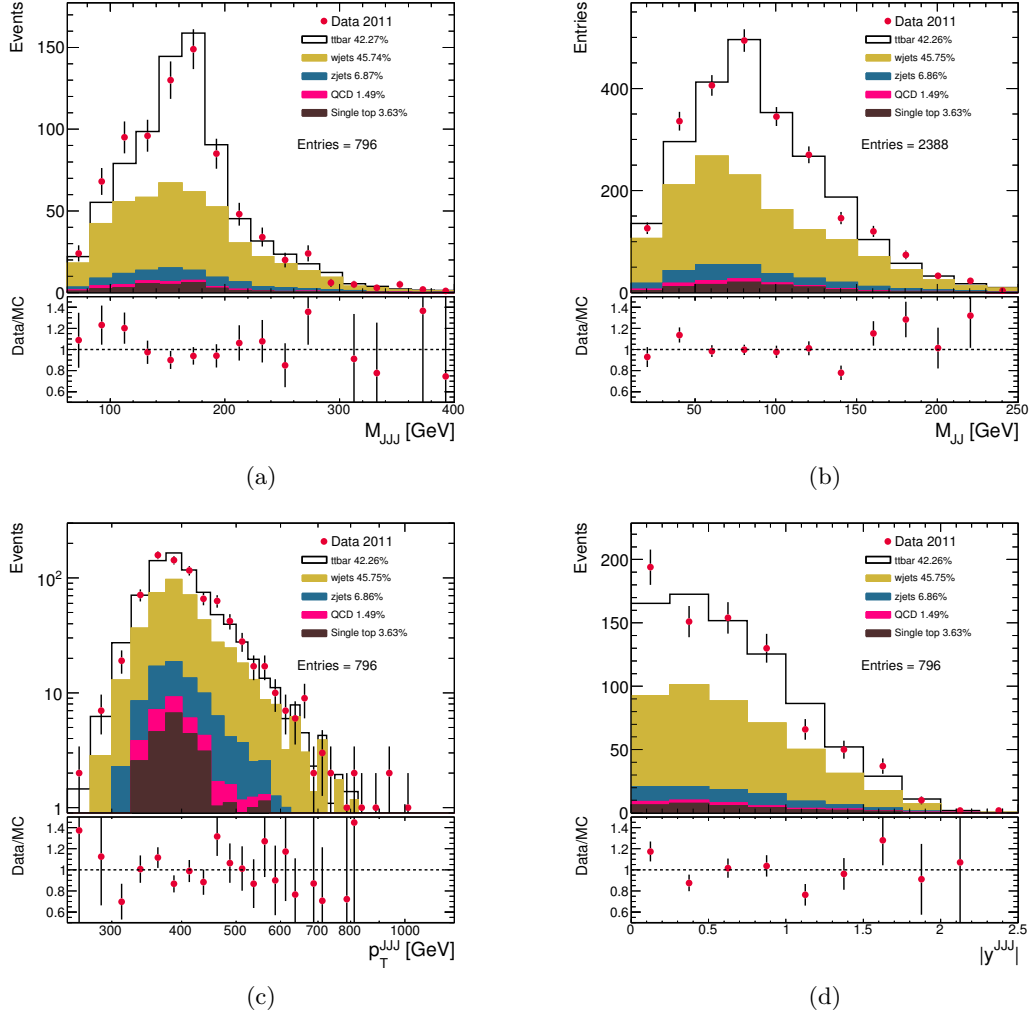 Events
Data 2011
ttbar 42.27%
wjets 45.74%
zjets 6.87%
QCD 1.49%
Single top 3.63%
Entries = 796
150
100
50
0
Data/MC
1.4
1.2
1
0.8
0.6
100 200 300 400
M_JJJ [GeV]
(a)
Entries
Data 2011
ttbar 42.26%
wjets 45.75%
zjets 6.86%
QCD 1.49%
Single top 3.63%
Entries = 2388
400
200
0
Data/MC
1.4
1.2
1
0.8
0.6
50 100 150 200 250
M_JJ [GeV]
(b)
Events
Data 2011
ttbar 42.26%
wjets 45.75%
zjets 6.86%
QCD 1.49%
Single top 3.63%
Entries = 796
10^2
10
1
Data/MC
1.4
1.2
1
0.8
0.6
300 400 500 600 700 800 1000
p_T^JJJ [GeV]
(c)
Events
Data 2011
ttbar 42.26%
wjets 45.75%
zjets 6.86%
QCD 1.49%
Single top 3.63%
Entries = 796
200
150
100
50
0
Data/MC
1.4
1.2
1
0.8
0.6
0 0.5 1 1.5 2 2.5
|y^JJJ|
(d)